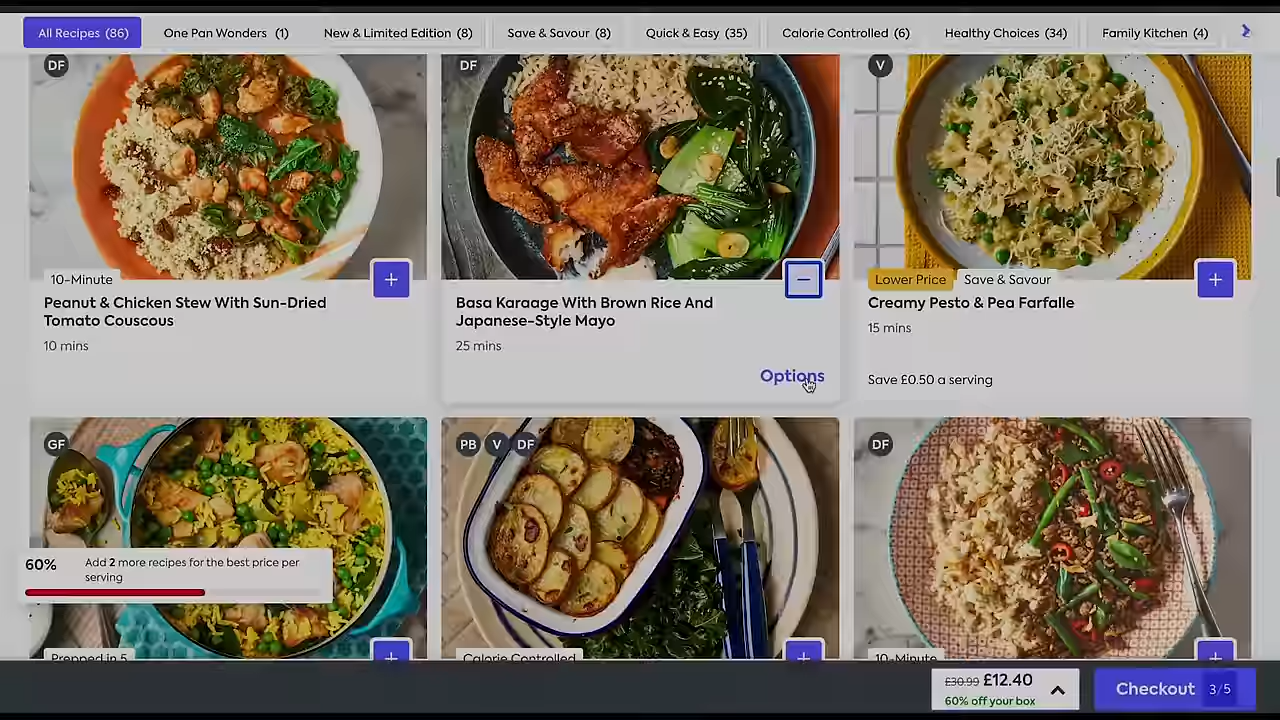 All Recipes (86)
One Pan Wonders (1)
New & Limited Edition (8)
Save & Savour (8)
Quick & Easy (35)
Calorie Controlled (6)
Healthy Choices (34)
Family Kitchen (4)
DF
DF
V
10-Minute
Peanut & Chicken Stew With Sun-Dried
Tomato Couscous
10 mins
Basa Karaage With Brown Rice And
Japanese-Style Mayo
25 mins
Options
Lower Price
Save & Savour
Creamy Pesto & Pea Farfalle
15 mins
Save £0.50 a serving
GF
PB
V
DF
DF
60%
Add 2 more recipes for the best price per
serving
Prepped in 5
Calorie Controlled
10-Minute
£30.99 £12.40
60% off your box
Checkout 3/5